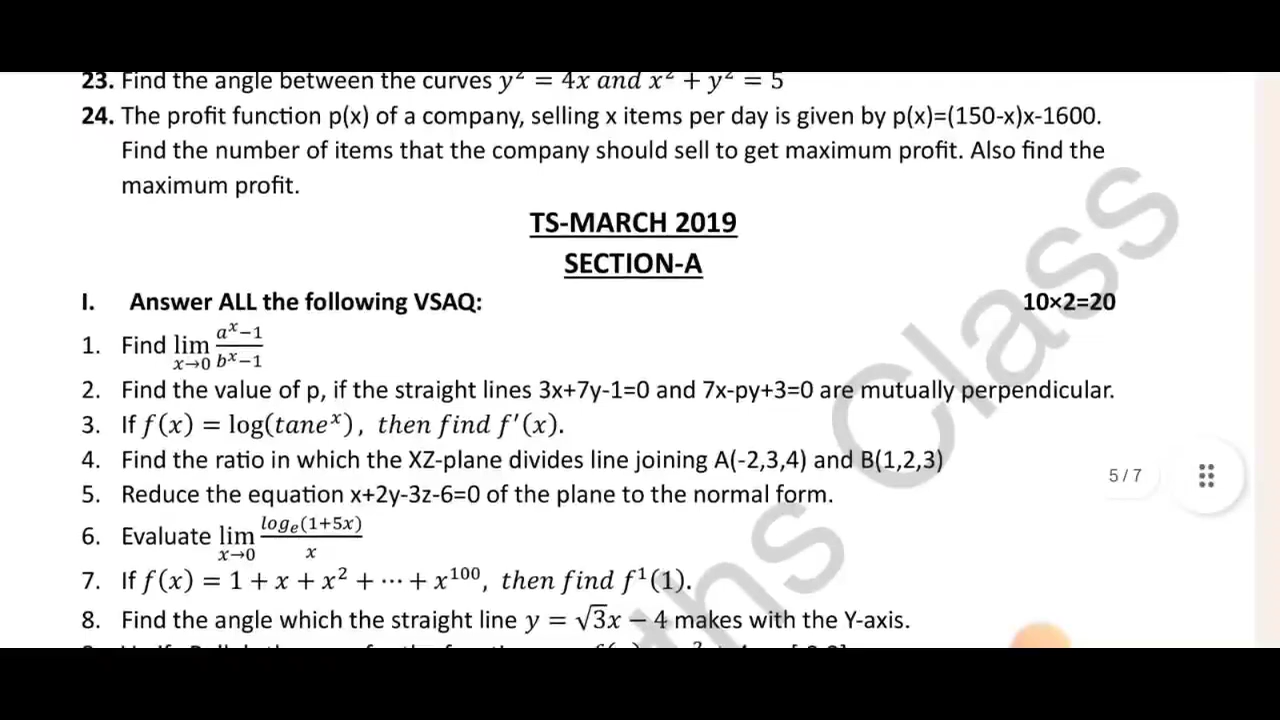 23. Find the angle between the curves y² = 4x and x² + y² = 5
24. The profit function p(x) of a company, selling x items per day is given by p(x)=(150-x)x-1600.
Find the number of items that the company should sell to get maximum profit. Also find the
maximum profit.
TS-MARCH 2019
SECTION-A
I. Answer ALL the following VSAQ: 10×2=20
1. Find lim x→0 (aˣ−1)/(bˣ−1)
2. Find the value of p, if the straight lines 3x+7y-1=0 and 7x-py+3=0 are mutually perpendicular.
3. If f(x) = log(taneˣ), then find f′(x).
4. Find the ratio in which the XZ-plane divides line joining A(-2,3,4) and B(1,2,3)
5. Reduce the equation x+2y-3z-6=0 of the plane to the normal form.
6. Evaluate lim x→0 logₑ(1+5x)/x
7. If f(x) = 1 + x + x² + ⋯ + x¹⁰⁰, then find f¹(1).
8. Find the angle which the straight line y = √3x − 4 makes with the Y-axis.
5 / 7
Class